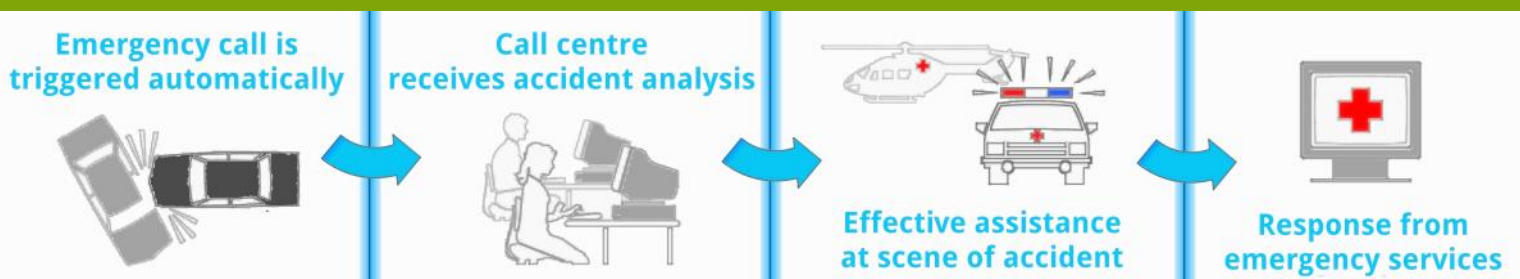 Emergency call is
triggered automatically
Call centre
receives accident analysis
Effective assistance
at scene of accident
Response from
emergency services